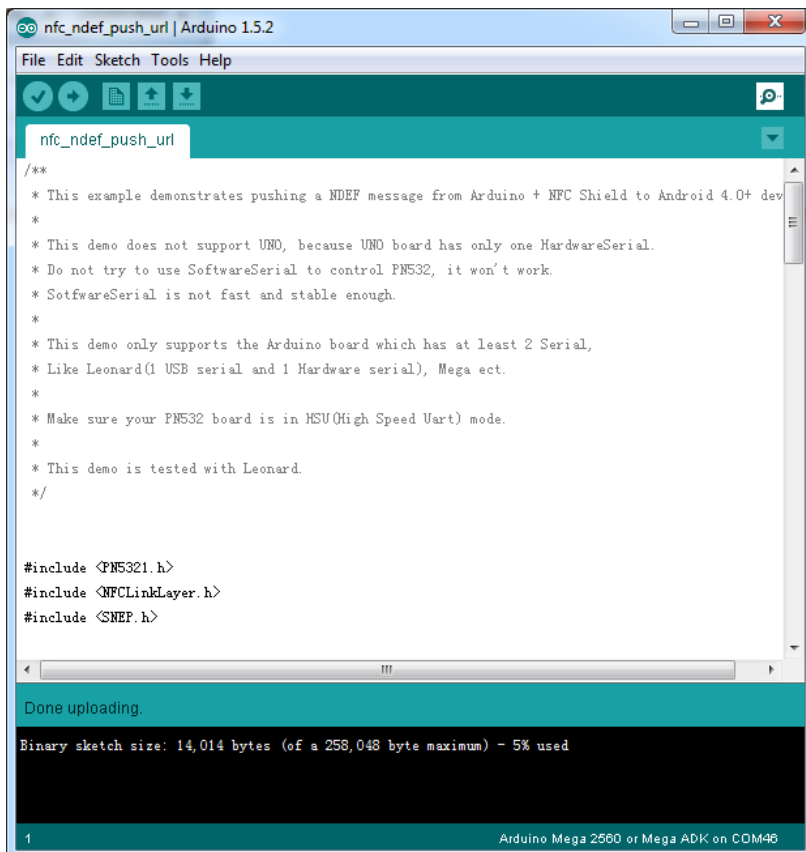 nfc_ndef_push_url | Arduino 1.5.2
File Edit Sketch Tools Help
nfc_ndef_push_url
/**
* This example demonstrates pushing a NDEF message from Arduino + NFC Shield to Android 4.0+ dev
*
* This demo does not support UNO, because UNO board has only one HardwareSerial.
* Do not try to use SoftwareSerial to control PN532, it won't work.
* SotfwareSerial is not fast and stable enough.
*
* This demo only supports the Arduino board which has at least 2 Serial,
* Like Leonard(1 USB serial and 1 Hardware serial), Mega ect.
*
* Make sure your PN532 board is in HSU(High Speed Uart) mode.
*
* This demo is tested with Leonard.
*/
#include <PN5321.h>
#include <NFCLinkLayer.h>
#include <SNEP.h>
Done uploading.
Binary sketch size: 14,014 bytes (of a 258,048 byte maximum) - 5% used
1 Arduino Mega 2560 or Mega ADK on COM46